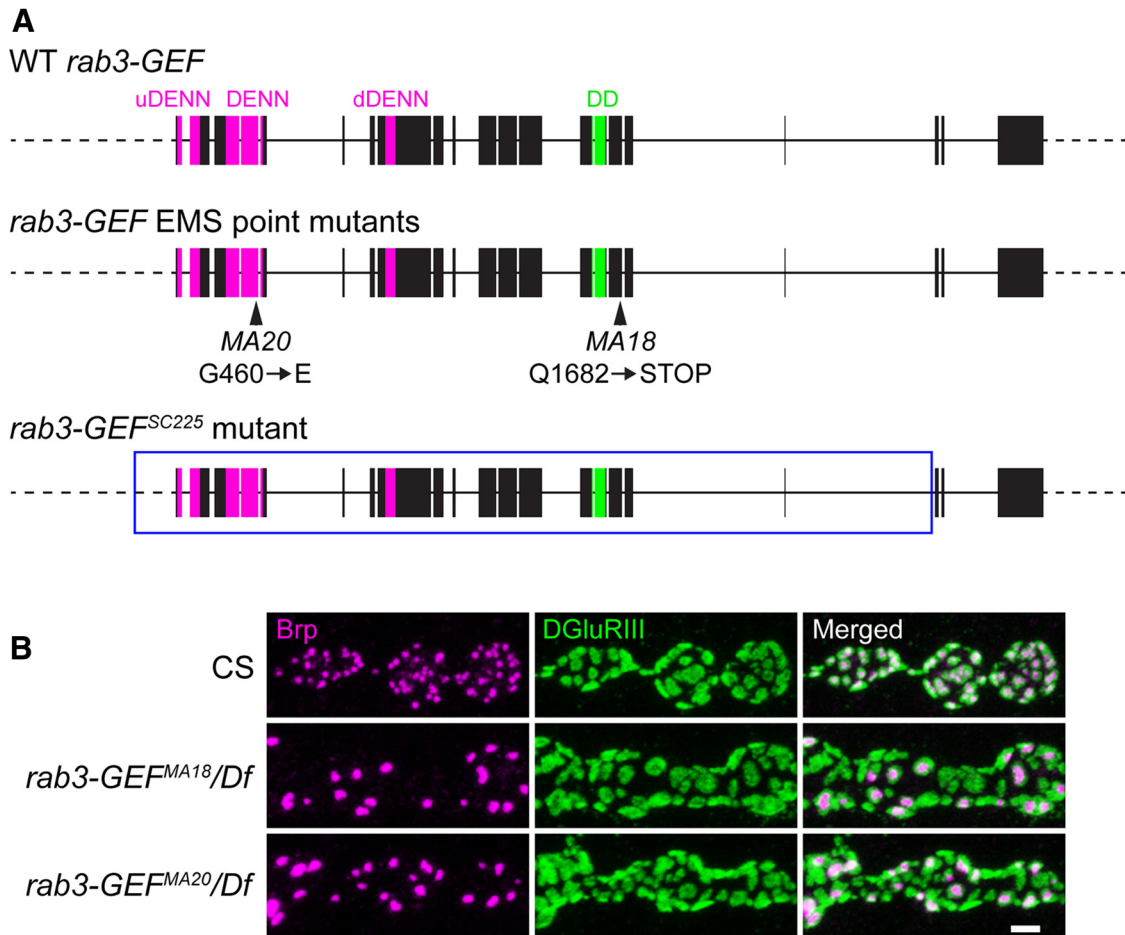 A
WT rab3-GEF
uDENN DENN dDENN DD
rab3-GEF EMS point mutants
MA20 MA18
G460→E Q1682→STOP
rab3-GEFSC225 mutant
B
Brp DGluRIII Merged
CS
rab3-GEFMA18/Df
rab3-GEFMA20/Df